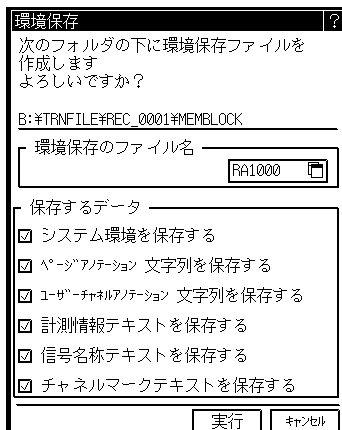 環境保存 ?
次のフォルダの下に環境保存ファイルを
作成します
よろしいですか？
B:¥TRNFILE¥REC_0001¥MEMBLOCK
環境保存のファイル名
RA1000
保存するデータ
システム環境を保存する
ﾍﾟｰｼﾞｱﾉﾃｰｼｮﾝ 文字列を保存する
ﾕｰｻﾞｰﾁｬﾈﾙｱﾉﾃｰｼｮﾝ 文字列を保存する
計測情報テキストを保存する
信号名称テキストを保存する
チャネルマークテキストを保存する
実行 ｷｬﾝｾﾙ